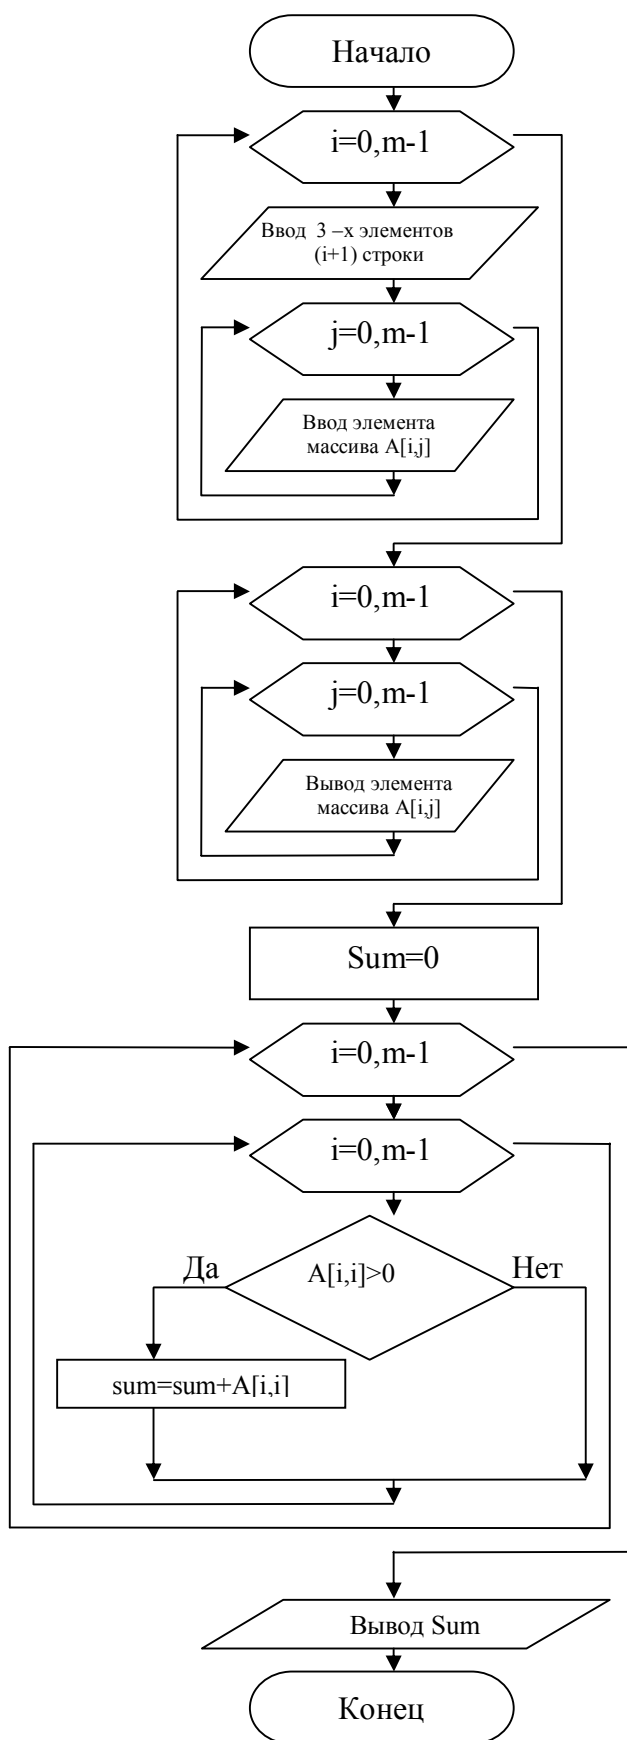 Начало
i=0,m-1
Ввод 3 –х элементов
(i+1) строки
j=0,m-1
Ввод элемента
массива A[i,j]
i=0,m-1
j=0,m-1
Вывод элемента
массива A[i,j]
Sum=0
i=0,m-1
i=0,m-1
Да
A[i,i]>0
Нет
sum=sum+A[i,i]
Вывод Sum
Конец